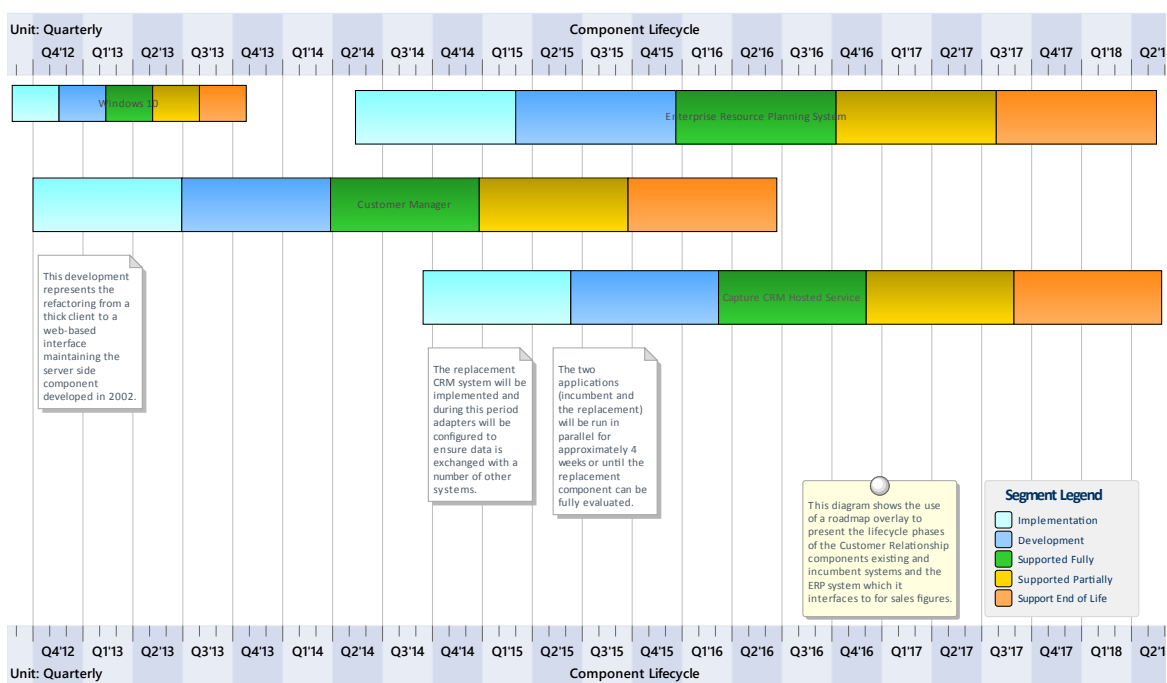 Unit: Quarterly Component Lifecycle
Q4'12 Q1'13 Q2'13 Q3'13 Q4'13 Q1'14 Q2'14 Q3'14 Q4'14 Q1'15 Q2'15 Q3'15 Q4'15 Q1'16 Q2'16 Q3'16 Q4'16 Q1'17 Q2'17 Q3'17 Q4'17 Q1'18 Q2'1
Windows 10
Enterprise Resource Planning System
Customer Manager
Capture CRM Hosted Service
This development
represents the
refactoring from a
thick client to a
web-based
interface
maintaining the
server side
component
developed in 2002.
The replacement
CRM system will be
implemented and
during this period
adapters will be
configured to
ensure data is
exchanged with a
number of other
systems.
The two
applications
(incumbent and
the replacement)
will be run in
parallel for
approximately 4
weeks or until the
replacement
component can be
fully evaluated.
This diagram shows the use
of a roadmap overlay to
present the lifecycle phases
of the Customer Relationship
components existing and
incumbent systems and the
ERP system which it
interfaces to for sales figures.
Segment Legend
Implementation
Development
Supported Fully
Supported Partially
Support End of Life
Q4'12 Q1'13 Q2'13 Q3'13 Q4'13 Q1'14 Q2'14 Q3'14 Q4'14 Q1'15 Q2'15 Q3'15 Q4'15 Q1'16 Q2'16 Q3'16 Q4'16 Q1'17 Q2'17 Q3'17 Q4'17 Q1'18 Q2'1
Unit: Quarterly Component Lifecycle